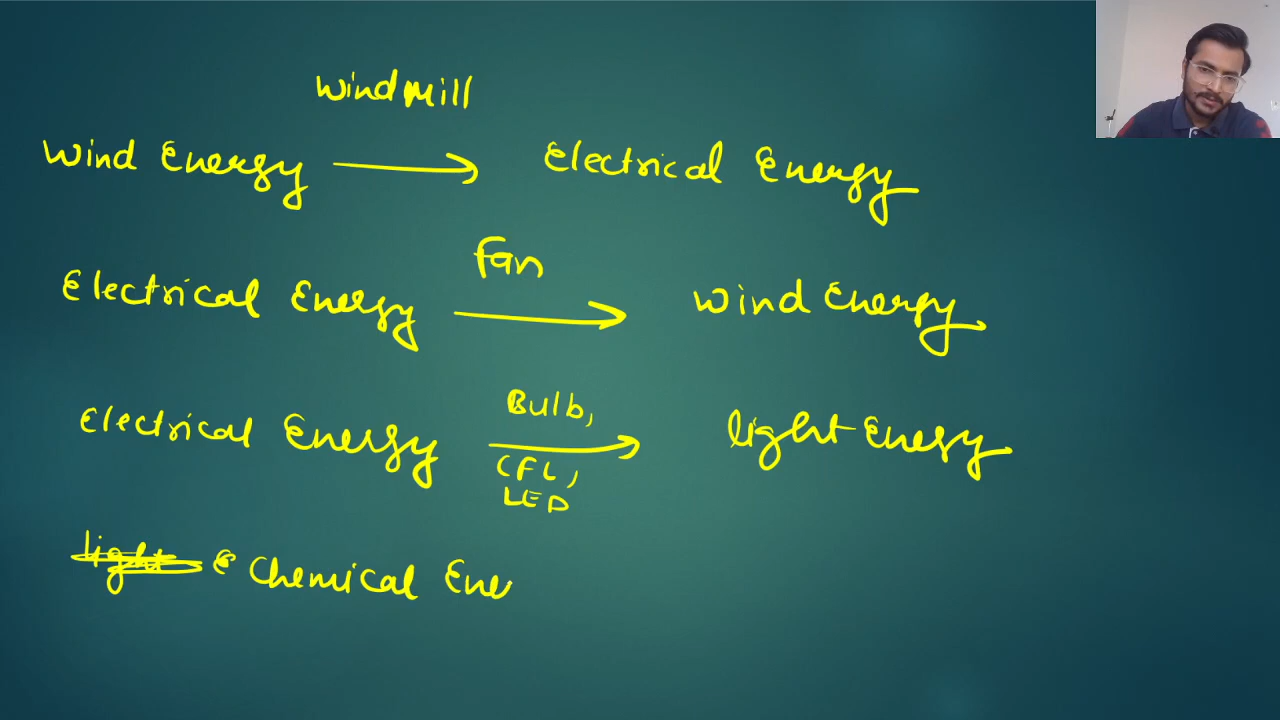 Windmill
Wind Energy → Electrical Energy
Fan
Electrical Energy → Wind Energy
Bulb,
Electrical Energy → light Energy
CFL,
LED
light E Chemical Ene